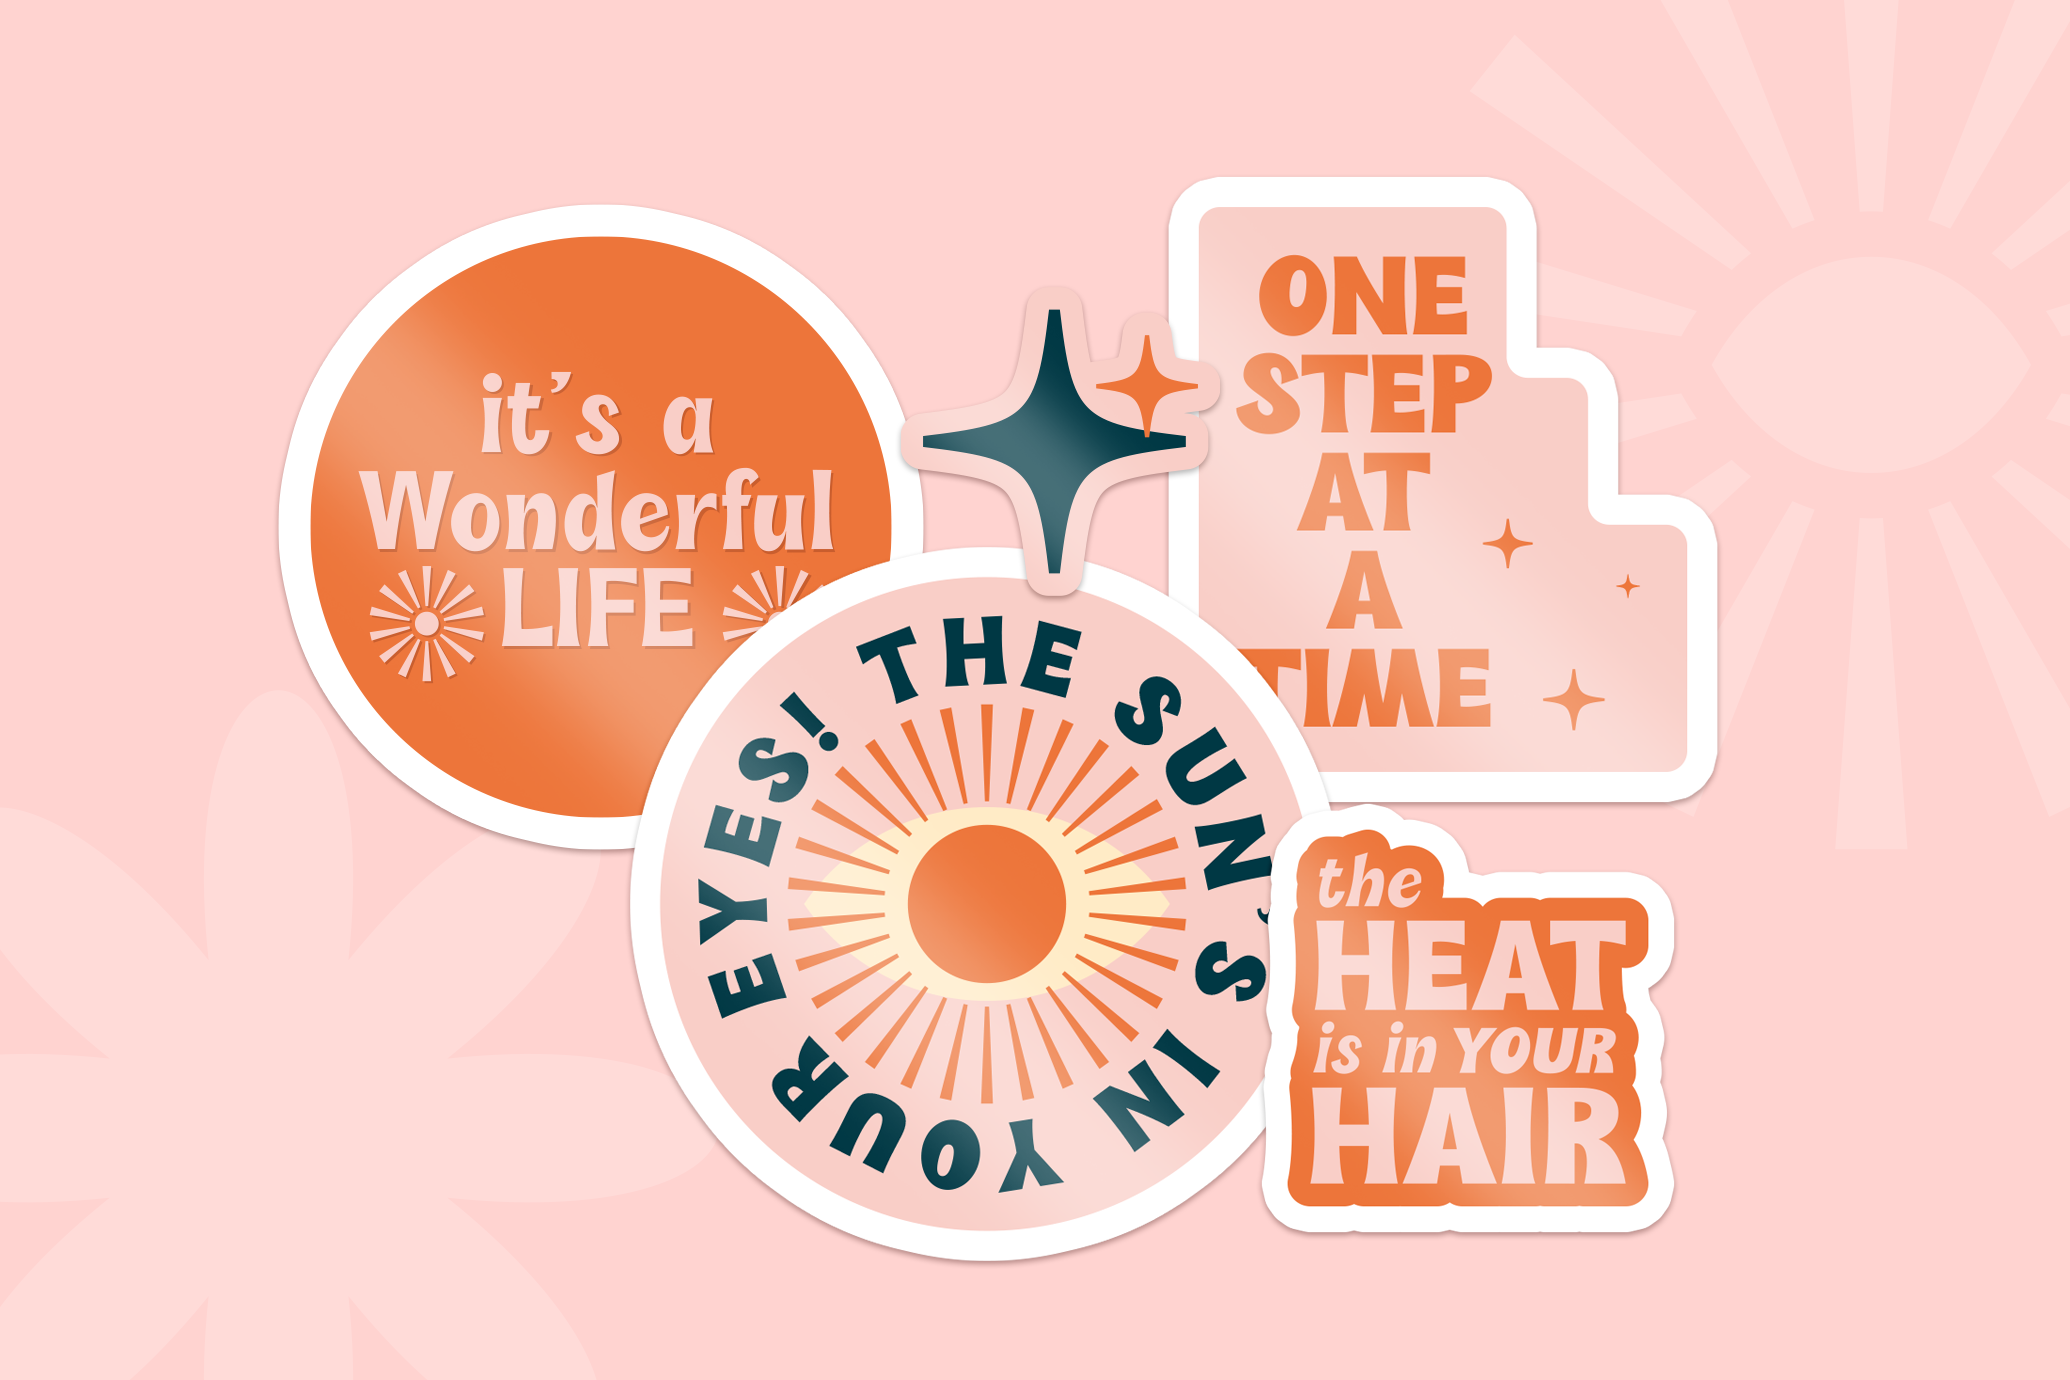 it's a
Wonderful
LIFE
ONE
STEP
AT
A
TIME
THE SUN'S IN YOUR EYES!
the
HEAT
is in YOUR
HAIR